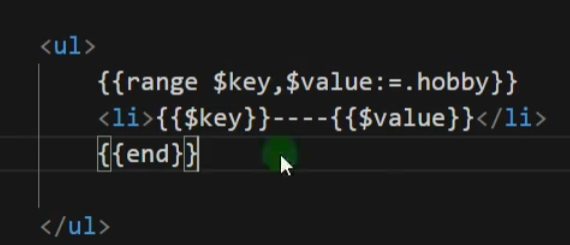 <ul>
{{range $key,$value:=.hobby}}
<li>{{$key}}----{{$value}}</li>
{{end}}
</ul>